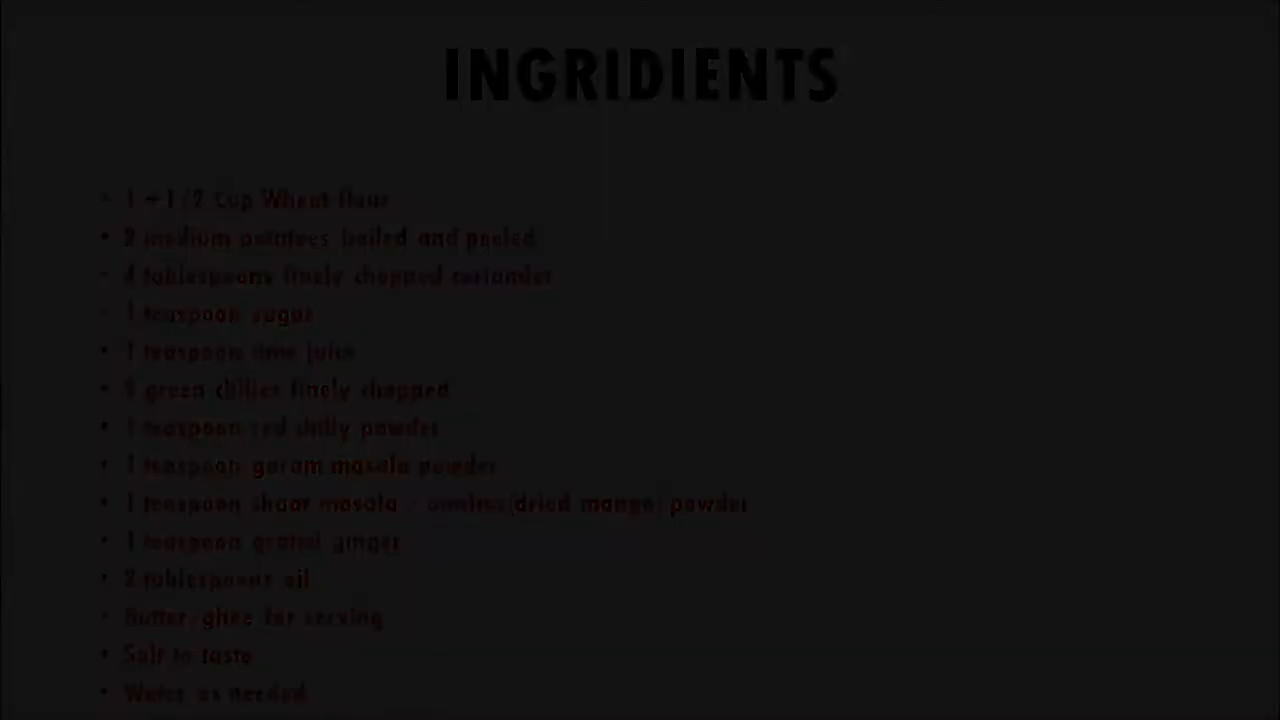 INGRIDIENTS
• 1 +1/2 Cup Wheat flour
• 2 medium potatoes boiled and peeled
• 4 tablespoons finely chopped coriander
• 1 teaspoon sugar
• 1 teaspoon lime juice
• green chillies finely chopped
• 1 teaspoon red chilly powder
• 1 teaspoon garam masala powder
• 1 teaspoon chaat masala / (dried mango) powder
• 1 teaspoon grated ginger
• 2 tablespoons oil
• Butter/ghee for serving
• Salt to taste
• Water as needed